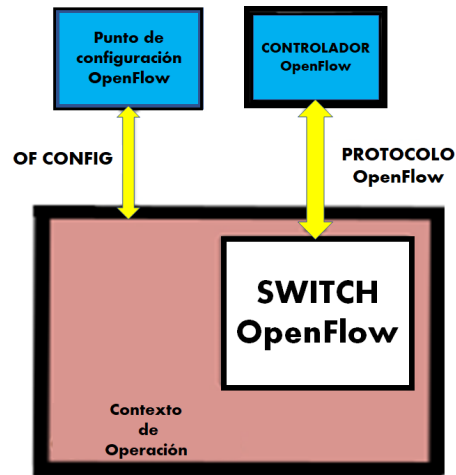 Punto de
configuración
OpenFlow
CONTROLADOR
OpenFlow
OF CONFIG
PROTOCOLO
OpenFlow
SWITCH
OpenFlow
Contexto
de
Operación